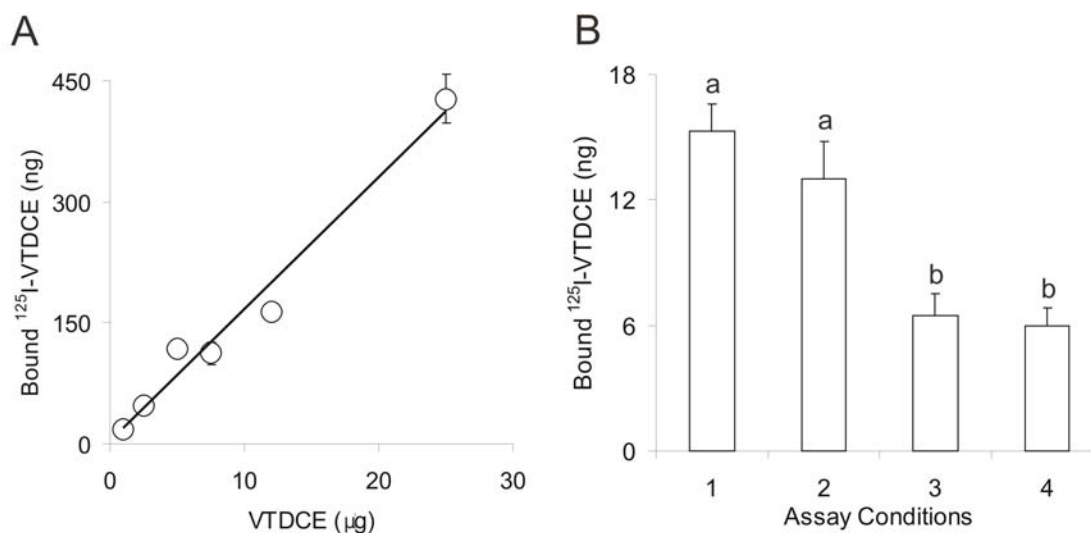 A
Bound ¹²⁵I-VTDCE (ng)
450
300
150
0
0 10 20 30
VTDCE (µg)
B
Bound ¹²⁵I-VTDCE (ng)
18
12
6
0
a
a
b
b
1 2 3 4
Assay Conditions